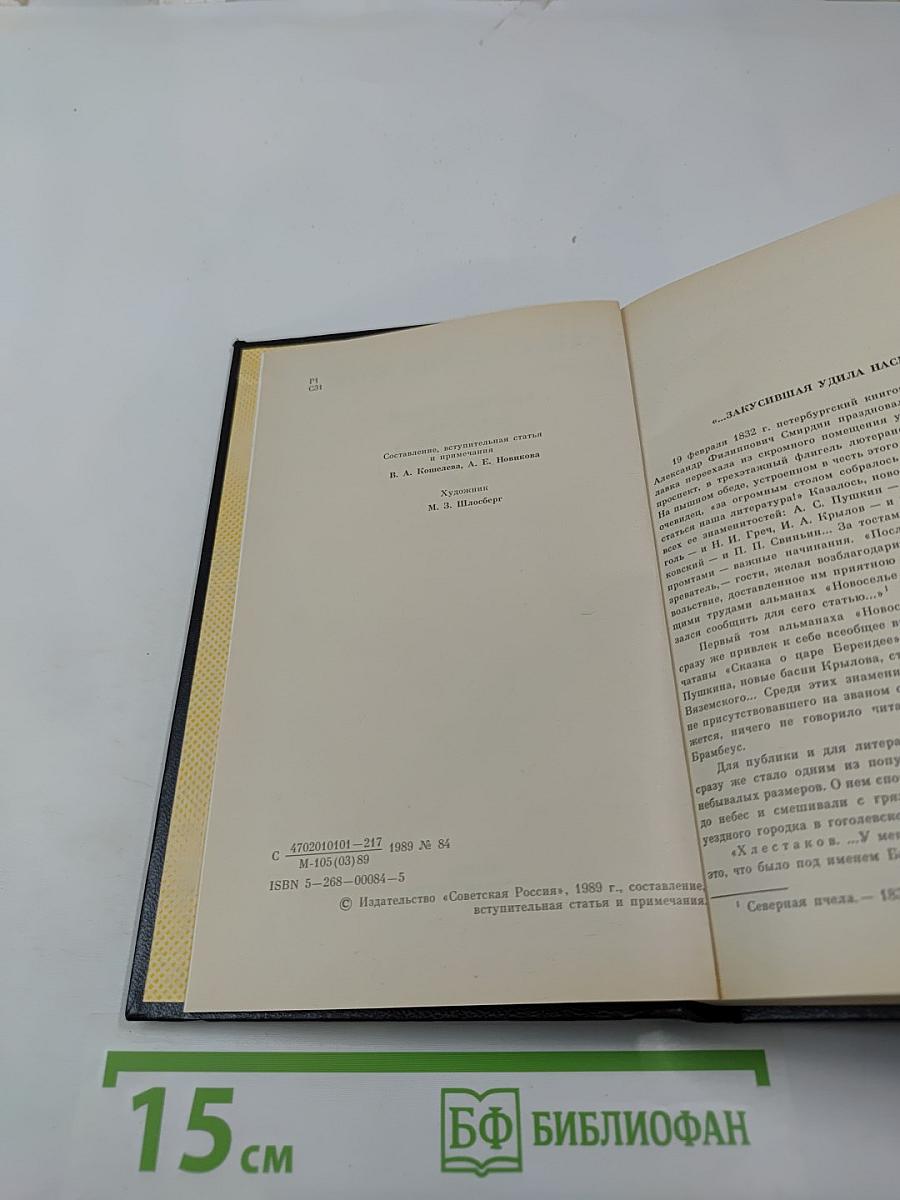 Р1
С31
Составление, вступительная статья
и примечания
В. А. Кошелева, А. Е. Новикова
Художник
М. З. Шлосберг
С 4702010101—217 1989 № 84
М-105(03)89
ISBN 5—268—00084—5
© Издательство «Советская Россия», 1989 г., составление,
вступительная статья и примечания.
«...ЗАКУСИВШАЯ УДИЛА НАС
19 февраля 1832 г. петербургский книго
Александр Филиппович Смирдин праздновал
лавка переехала из скромного помещения у
проспект, в трехэтажный флигель лютеран
На пышном обеде, устроенном в честь этого
очевидец, «за огромным столом собралось
статься наша литература!» Казалось, ново
всех ее знаменитостей: А. С. Пушкин —
голь — и Н. И. Греч, И. А. Крылов — и
ковский — и П. П. Свиньин... За тостам
промтами — важные начинания. «Посл
зреватель,— гости, желая возблагодари
вольствие, доставленное им приятною
щими трудами альманах «Новоселье
зался сообщить для сего статью...»¹
Первый том альманаха «Новос
сразу же привлек к себе всеобщее в
чатаны «Сказка о царе Берендее»
Пушкина, новые басни Крылова, ст
Вяземского... Среди этих знамени
не присутствовавшего на званом о
жется, ничего не говорило чита
Брамбеус.
Для публики и для литера
сразу же стало одним из попу
небывалых размеров. О нем спо
до небес и смешивали с гряз
уездного городка в гоголевско
«Хлестаков. ...У мен
это, что было под именем Б
¹ Северная пчела.— 183
15 см
БФ БИБЛИОФАН